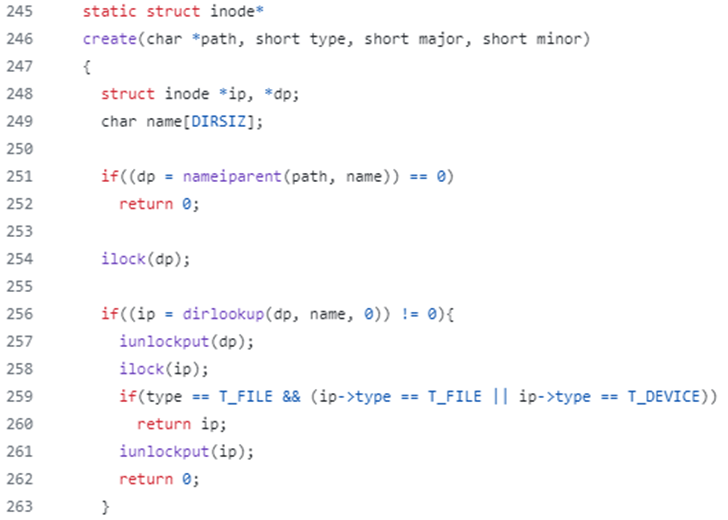 245 static struct inode*
246 create(char *path, short type, short major, short minor)
247 {
248   struct inode *ip, *dp;
249   char name[DIRSIZ];
250
251   if((dp = nameiparent(path, name)) == 0)
252     return 0;
253
254   ilock(dp);
255
256   if((ip = dirlookup(dp, name, 0)) != 0){
257     iunlockput(dp);
258     ilock(ip);
259     if(type == T_FILE && (ip->type == T_FILE || ip->type == T_DEVICE))
260       return ip;
261     iunlockput(ip);
262     return 0;
263   }